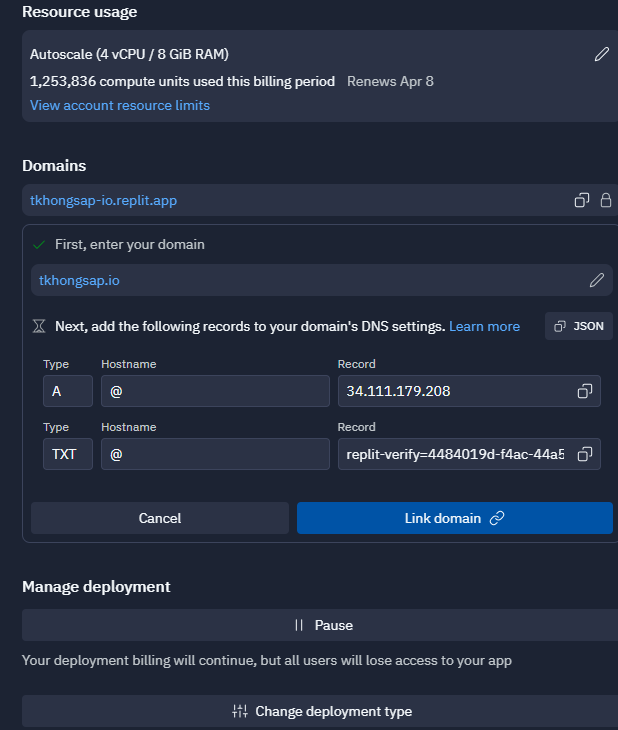 Resource usage
Autoscale (4 vCPU / 8 GiB RAM)
1,253,836 compute units used this billing period Renews Apr 8
View account resource limits
Domains
tkhongsap-io.replit.app
First, enter your domain
tkhongsap.io
Next, add the following records to your domain's DNS settings. Learn more JSON
Type Hostname Record
A @ 34.111.179.208
Type Hostname Record
TXT @ replit-verify=4484019d-f4ac-44a5
Cancel Link domain
Manage deployment
Pause
Your deployment billing will continue, but all users will lose access to your app
Change deployment type